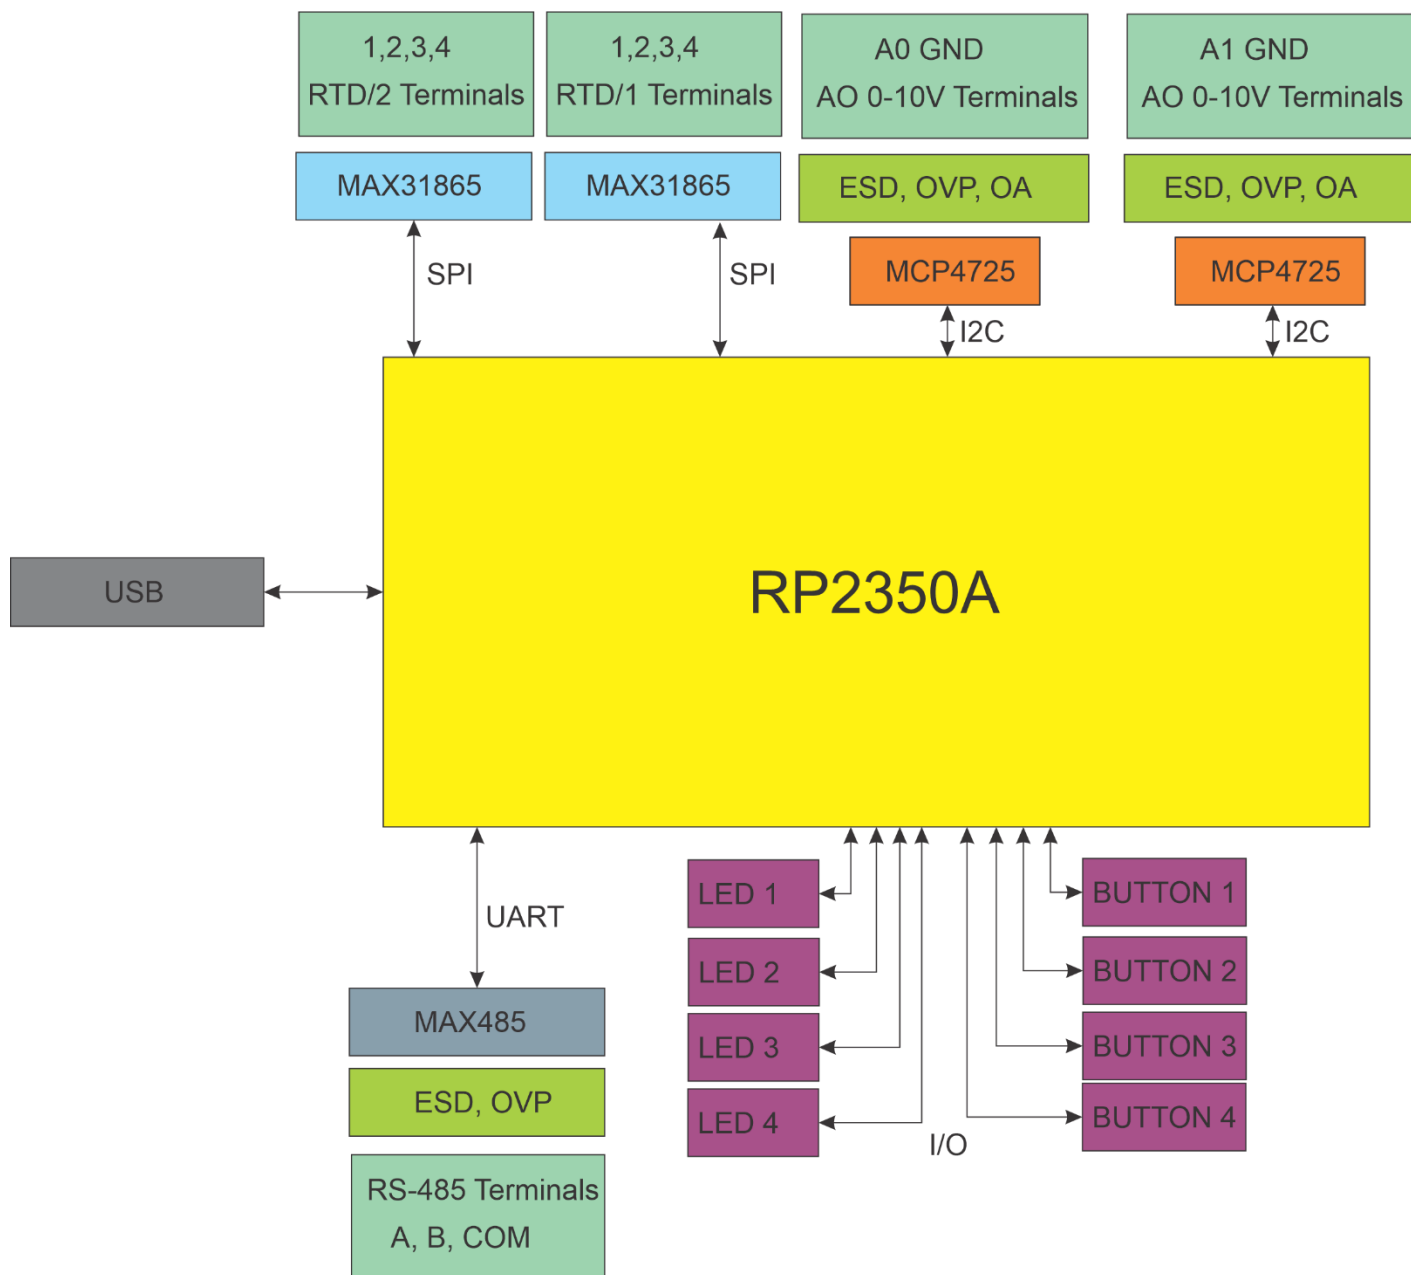 1,2,3,4
RTD/2 Terminals
1,2,3,4
RTD/1 Terminals
A0 GND
AO 0-10V Terminals
A1 GND
AO 0-10V Terminals
MAX31865
MAX31865
ESD, OVP, OA
ESD, OVP, OA
MCP4725
MCP4725
SPI
SPI
I2C
I2C
RP2350A
USB
UART
MAX485
ESD, OVP
RS-485 Terminals
A, B, COM
LED 1
LED 2
LED 3
LED 4
I/O
BUTTON 1
BUTTON 2
BUTTON 3
BUTTON 4